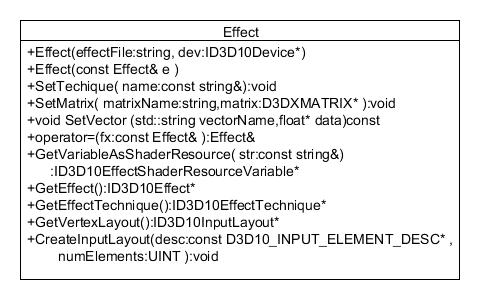 Effect
+Effect(effectFile:string, dev:ID3D10Device*)
+Effect(const Effect& e )
+SetTechique( name:const string&):void
+SetMatrix( matrixName:string,matrix:D3DXMATRIX* ):void
+void SetVector (std::string vectorName,float* data)const
+operator=(fx:const Effect& ):Effect&
+GetVariableAsShaderResource( str:const string&)
:ID3D10EffectShaderResourceVariable*
+GetEffect():ID3D10Effect*
+GetEffectTechnique():ID3D10EffectTechnique*
+GetVertexLayout():ID3D10InputLayout*
+CreateInputLayout(desc:const D3D10_INPUT_ELEMENT_DESC* ,
numElements:UINT ):void